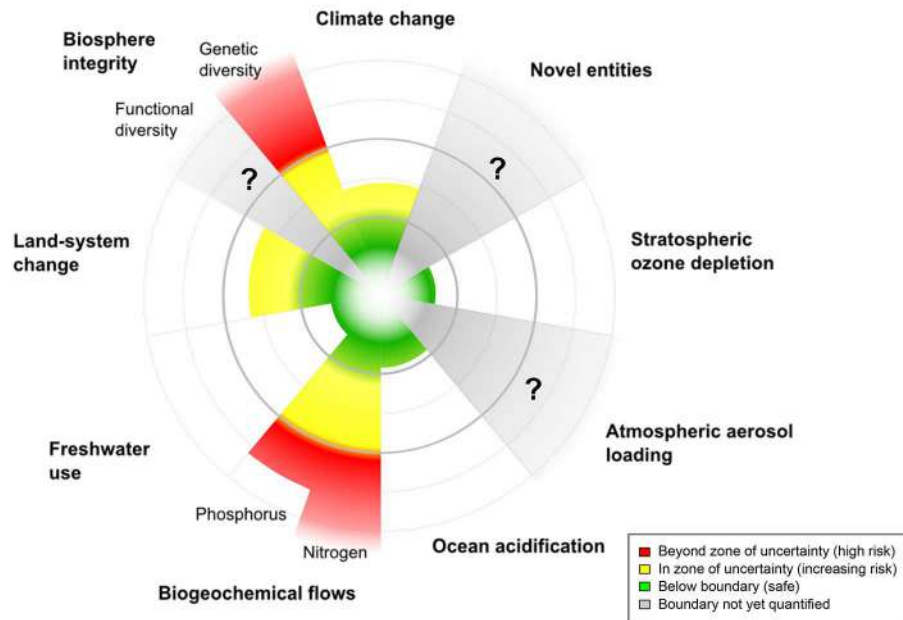 Climate change
Biosphere
integrity
Genetic
diversity
Novel entities
Functional
diversity
?
?
Land-system
change
Stratospheric
ozone depletion
?
Freshwater
use
Atmospheric aerosol
loading
Phosphorus
Nitrogen
Ocean acidification
Biogeochemical flows
Beyond zone of uncertainty (high risk)
In zone of uncertainty (increasing risk)
Below boundary (safe)
Boundary not yet quantified